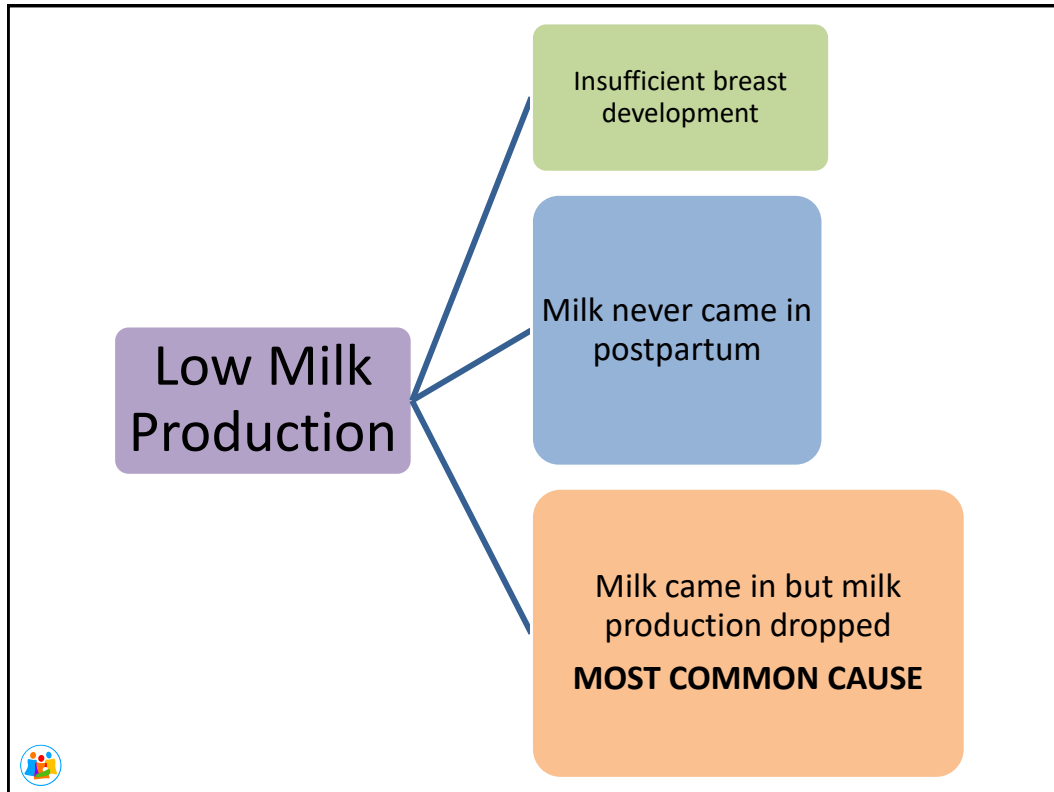 Insufficient breast
development
Milk never came in
postpartum
Low Milk
Production
Milk came in but milk
production dropped
MOST COMMON CAUSE